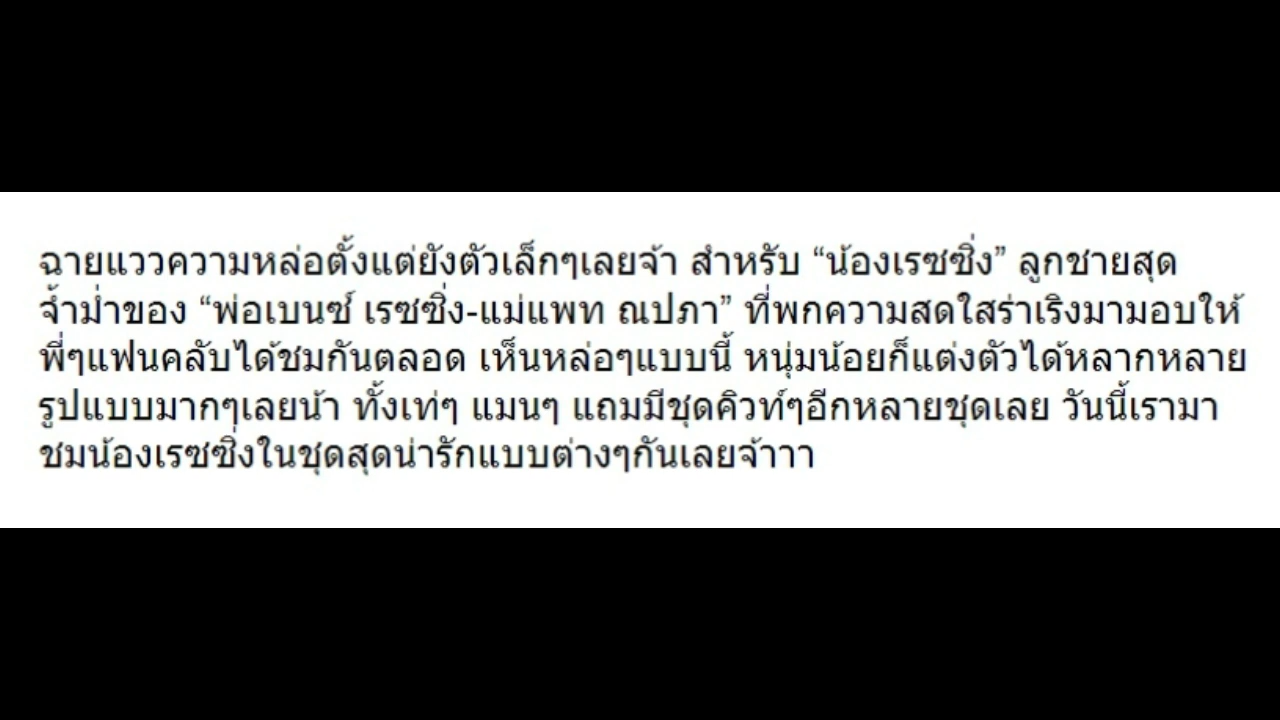 ฉายแววความหล่อตั้งแต่ยังตัวเล็กๆเลยจ้า สำหรับ “น้องเรซซิ่ง” ลูกชายสุด
จ้ำม่ำของ “พ่อเบนซ์ เรซซิ่ง-แม่แพท ณปภา” ที่พกความสดใสร่าเริงมามอบให้
พี่ๆแฟนคลับได้ชมกันตลอด เห็นหล่อๆแบบนี้ หนุ่มน้อยก็แต่งตัวได้หลากหลาย
รูปแบบมากๆเลยน้า ทั้งเท่ๆ แมนๆ แถมมีชุดคิวท์ๆอีกหลายชุดเลย วันนี้เรามา
ชมน้องเรซซิ่งในชุดสุดน่ารักแบบต่างๆกันเลยจ้าาา